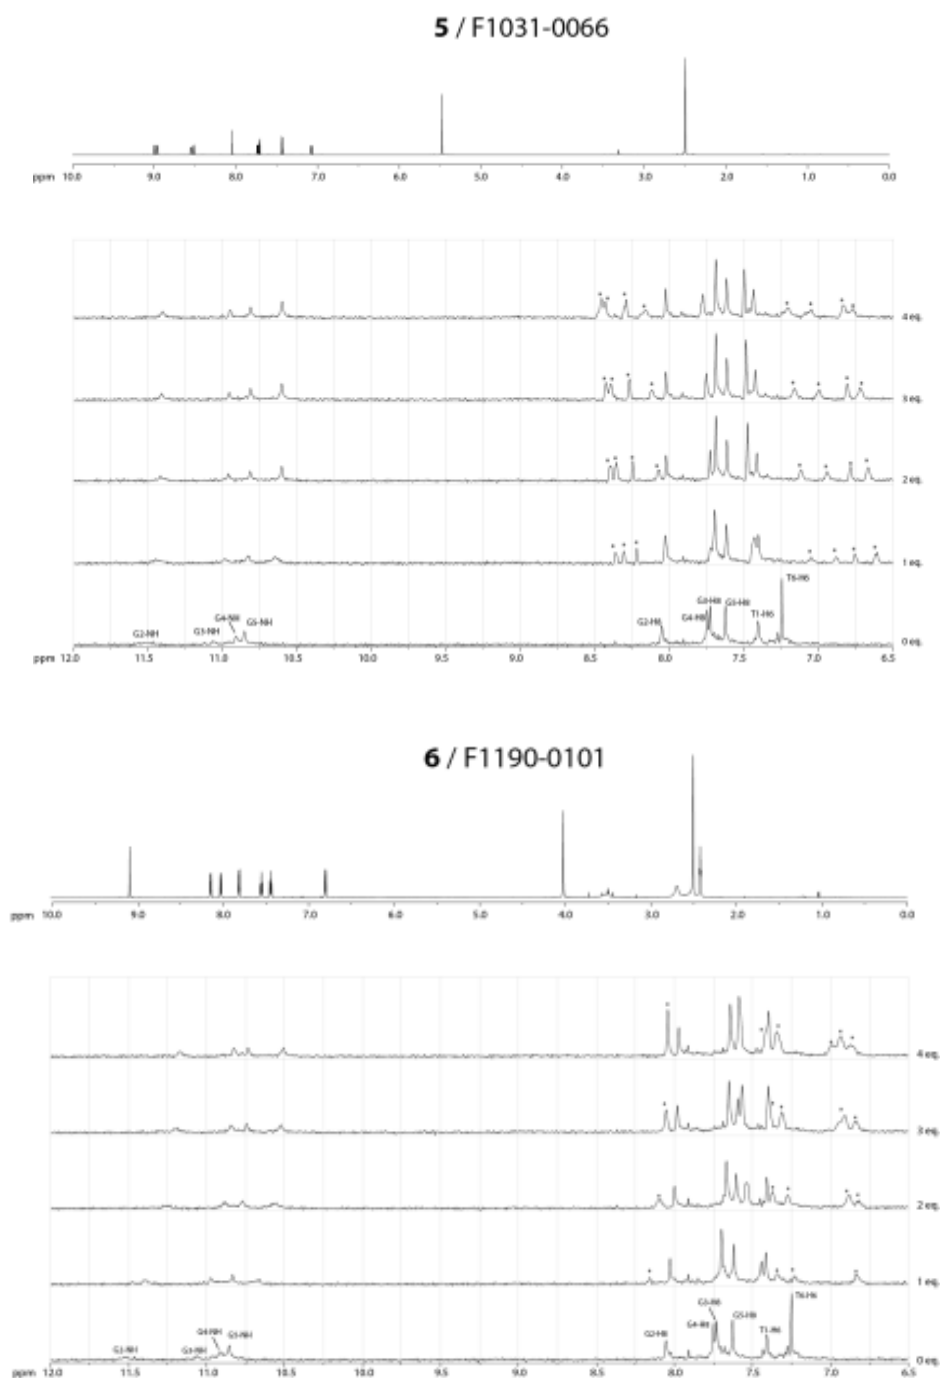 5 / F1031-0066
ppm 10.0 9.0 8.0 7.0 6.0 5.0 4.0 3.0 2.0 1.0 0.0
4 eq.
3 eq.
2 eq.
1 eq.
T6-H6
G4-NH G3-H8
G2-NH G3-NH G5-NH G2-H8 G4-H8 G5-H8 T1-H6
0 eq.
ppm 12.0 11.5 11.0 10.5 10.0 9.5 9.0 8.5 8.0 7.5 7.0 6.5
6 / F1190-0101
ppm 10.0 9.0 8.0 7.0 6.0 5.0 4.0 3.0 2.0 1.0 0.0
4 eq.
3 eq.
2 eq.
1 eq.
T6-H6
G3-H8
G4-NH G5-H8
G2-NH G3-NH G5-NH G2-H8 G4-H8 T1-H6
0 eq.
ppm 12.0 11.5 11.0 10.5 10.0 9.5 9.0 8.5 8.0 7.5 7.0 6.5